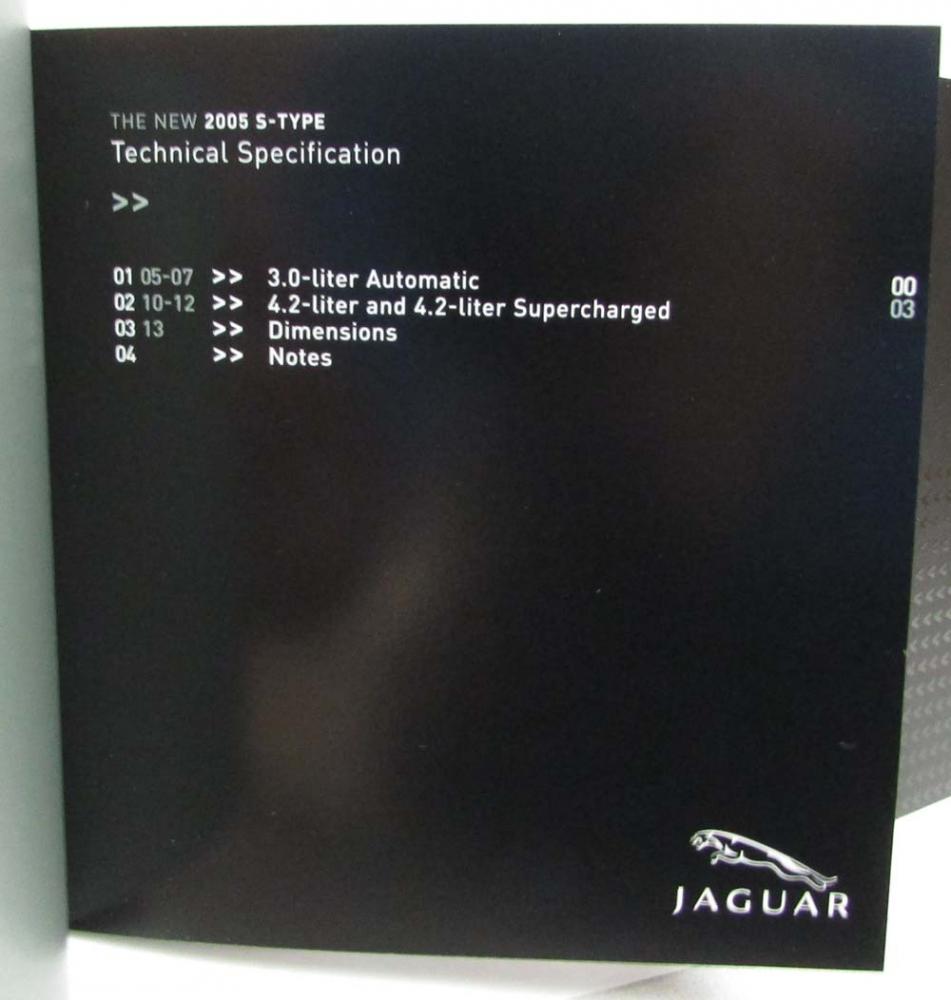 THE NEW 2005 S-TYPE
Technical Specification
>>
01 05-07 >> 3.0-liter Automatic
02 10-12 >> 4.2-liter and 4.2-liter Supercharged
03 13 >> Dimensions
04 >> Notes
00
03
JAGUAR